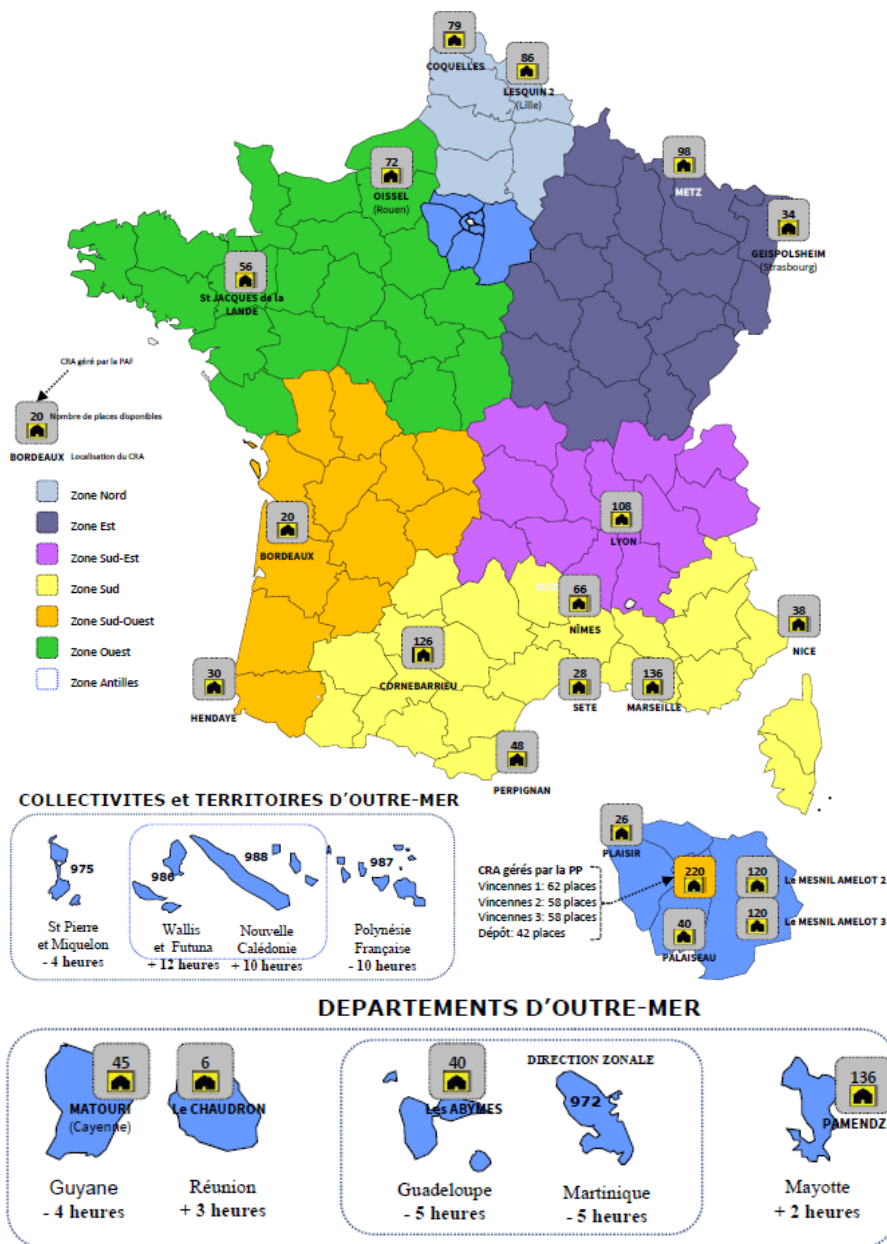 79
COQUELLES
86
LESQUIN 2
(Lille)
72
OISSEL
(Rouen)
98
METZ
34
GEISPOLSHEIM
(Strasbourg)
56
St JACQUES de la
LANDE
CRA géré par la PAF
20 Nombre de places disponibles
BORDEAUX Localisation du CRA
Zone Nord
Zone Est
Zone Sud-Est
Zone Sud
Zone Sud-Ouest
Zone Ouest
Zone Antilles
20
BORDEAUX
108
LYON
66
NÎMES
38
NICE
126
CORNEBARRIEU
30
HENDAYE
28
SETE
136
MARSEILLE
48
PERPIGNAN
COLLECTIVITES et TERRITOIRES D'OUTRE-MER
975
986
988
987
St Pierre
et Miquelon
- 4 heures
Wallis
et Futuna
+ 12 heures
Nouvelle
Calédonie
+ 10 heures
Polynésie
Française
- 10 heures
26
PLAISIR
CRA gérés par la PP
Vincennes 1: 62 places
Vincennes 2: 58 places
Vincennes 3: 58 places
Dépôt: 42 places
220
120
Le MESNIL AMELOT 2
120
Le MESNIL AMELOT 3
40
PALAISEAU
DEPARTEMENTS D'OUTRE-MER
45
MATOURI
(Cayenne)
Guyane
- 4 heures
6
Le CHAUDRON
Réunion
+ 3 heures
40
Les ABYMES
Guadeloupe
- 5 heures
DIRECTION ZONALE
972
Martinique
- 5 heures
136
PAMENDZ
Mayotte
+ 2 heures